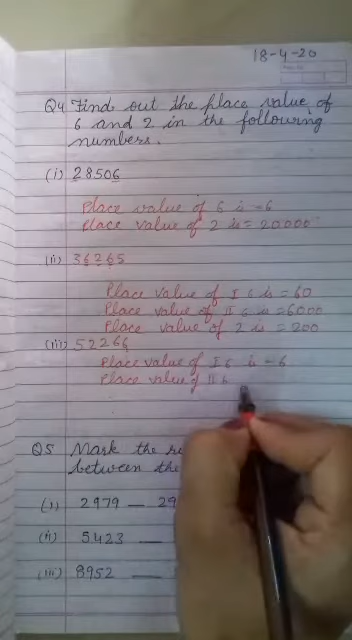 18-4-20
Q4 Find out the place value of
6 and 2 in the following
numbers.
(i) 28506
Place value of 6 is = 6
Place value of 2 is = 20000
(ii) 36265
Place value of I 6 is = 60
Place value of II 6 is = 6000
Place value of 2 is = 200
(iii) 52266
Place value of I 6 is = 6
Place value of II 6
Q5 Mark the
between the
(i) 2979 — 29
(ii) 5423 —
(iii) 8952 —